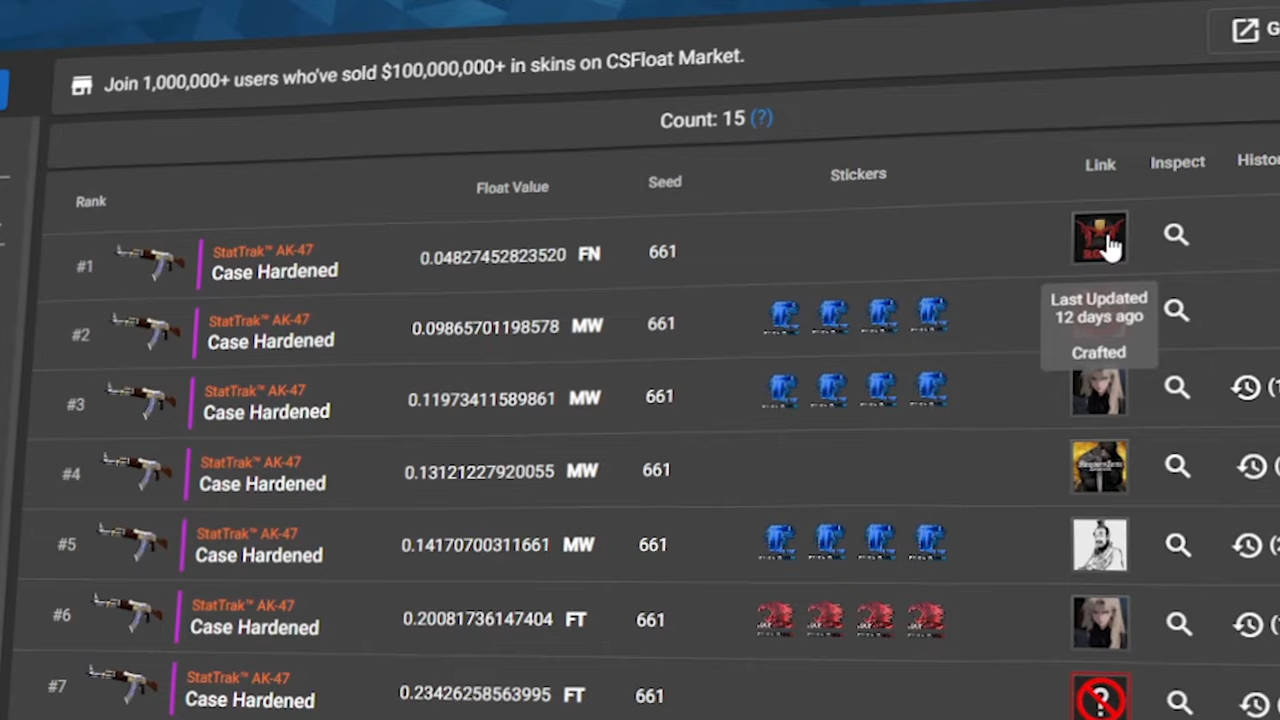 Join 1,000,000+ users who've sold $100,000,000+ in skins on CSFloat Market.
Count: 15 (?)
Rank Float Value Seed Stickers Link Inspect
#1 StatTrak™ AK-47 Case Hardened 0.04827452823520 FN 661
Last Updated
12 days ago
Crafted
#2 StatTrak™ AK-47 Case Hardened 0.09865701198578 MW 661
#3 StatTrak™ AK-47 Case Hardened 0.11973411589861 MW 661
#4 StatTrak™ AK-47 Case Hardened 0.13121227920055 MW 661
#5 StatTrak™ AK-47 Case Hardened 0.14170700311661 MW 661
#6 StatTrak™ AK-47 Case Hardened 0.20081736147404 FT 661
#7 StatTrak™ AK-47 Case Hardened 0.23426258563995 FT 661